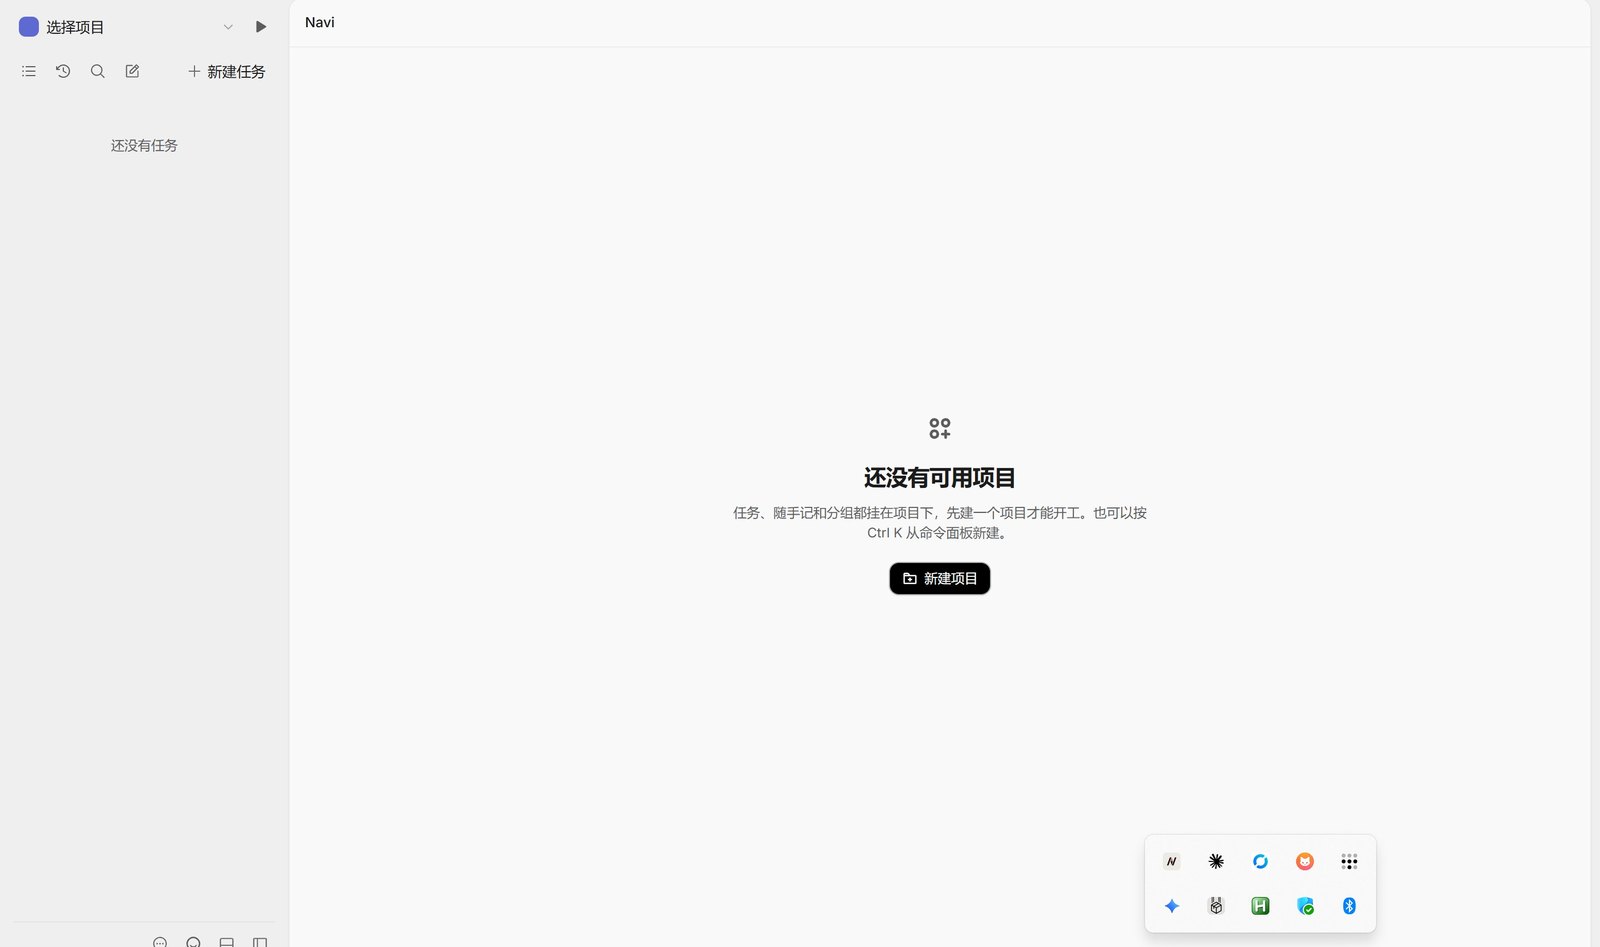 选择项目
Navi
新建任务
还没有任务
还没有可用项目
任务、随手记和分组都挂在项目下，先建一个项目才能开工。也可以按
Ctrl K 从命令面板新建。
新建项目